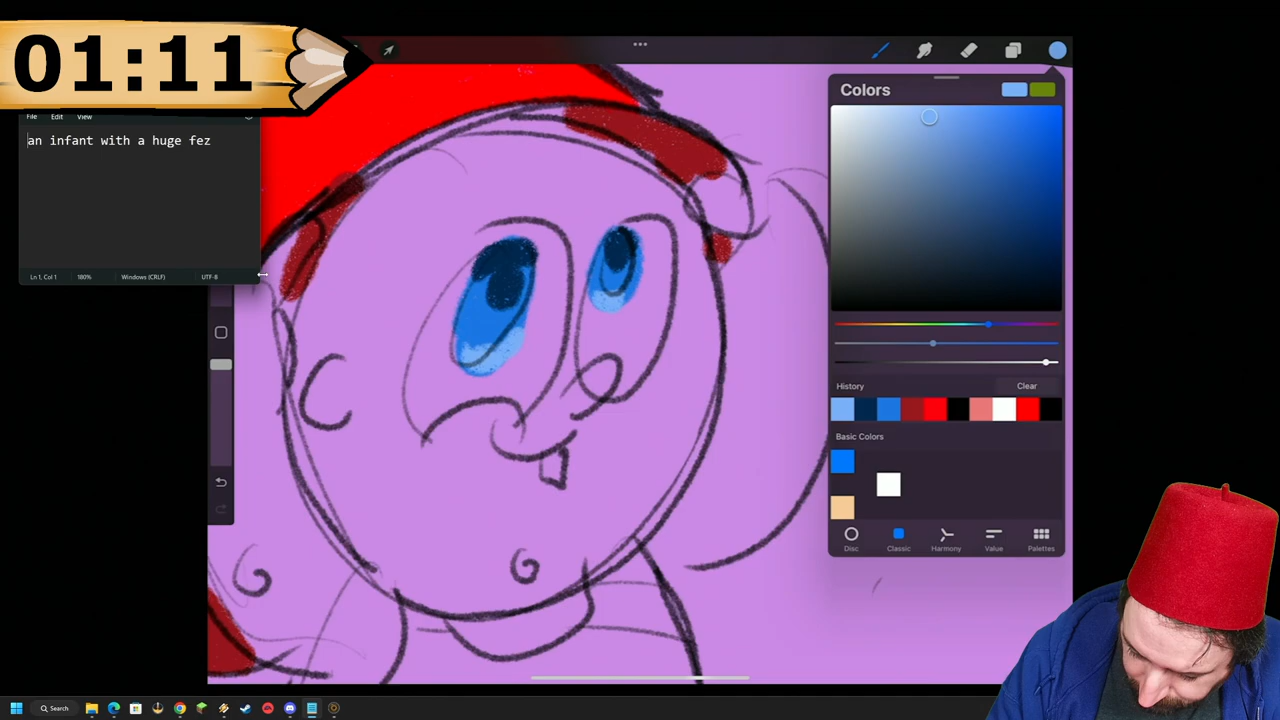 01:11
File Edit View
an infant with a huge fez
Ln 1, Col 1 180% Windows (CRLF) UTF-8
Colors
History Clear
Basic Colors
Disc Classic Harmony Value Palettes
Search